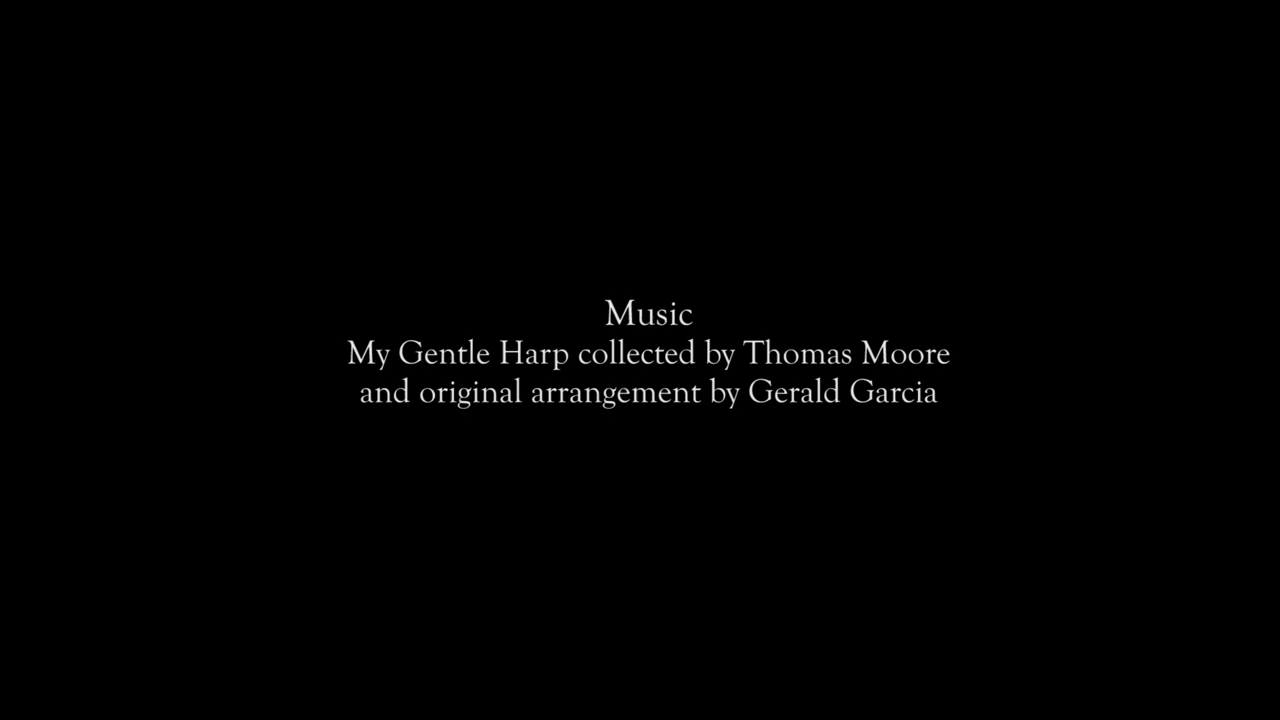 Music
My Gentle Harp collected by Thomas Moore
and original arrangement by Gerald Garcia